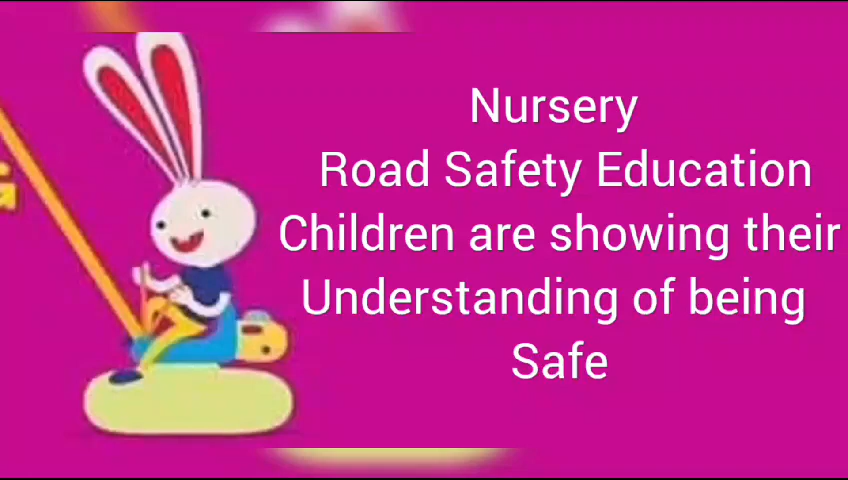 Nursery
Road Safety Education
Children are showing their
Understanding of being
Safe